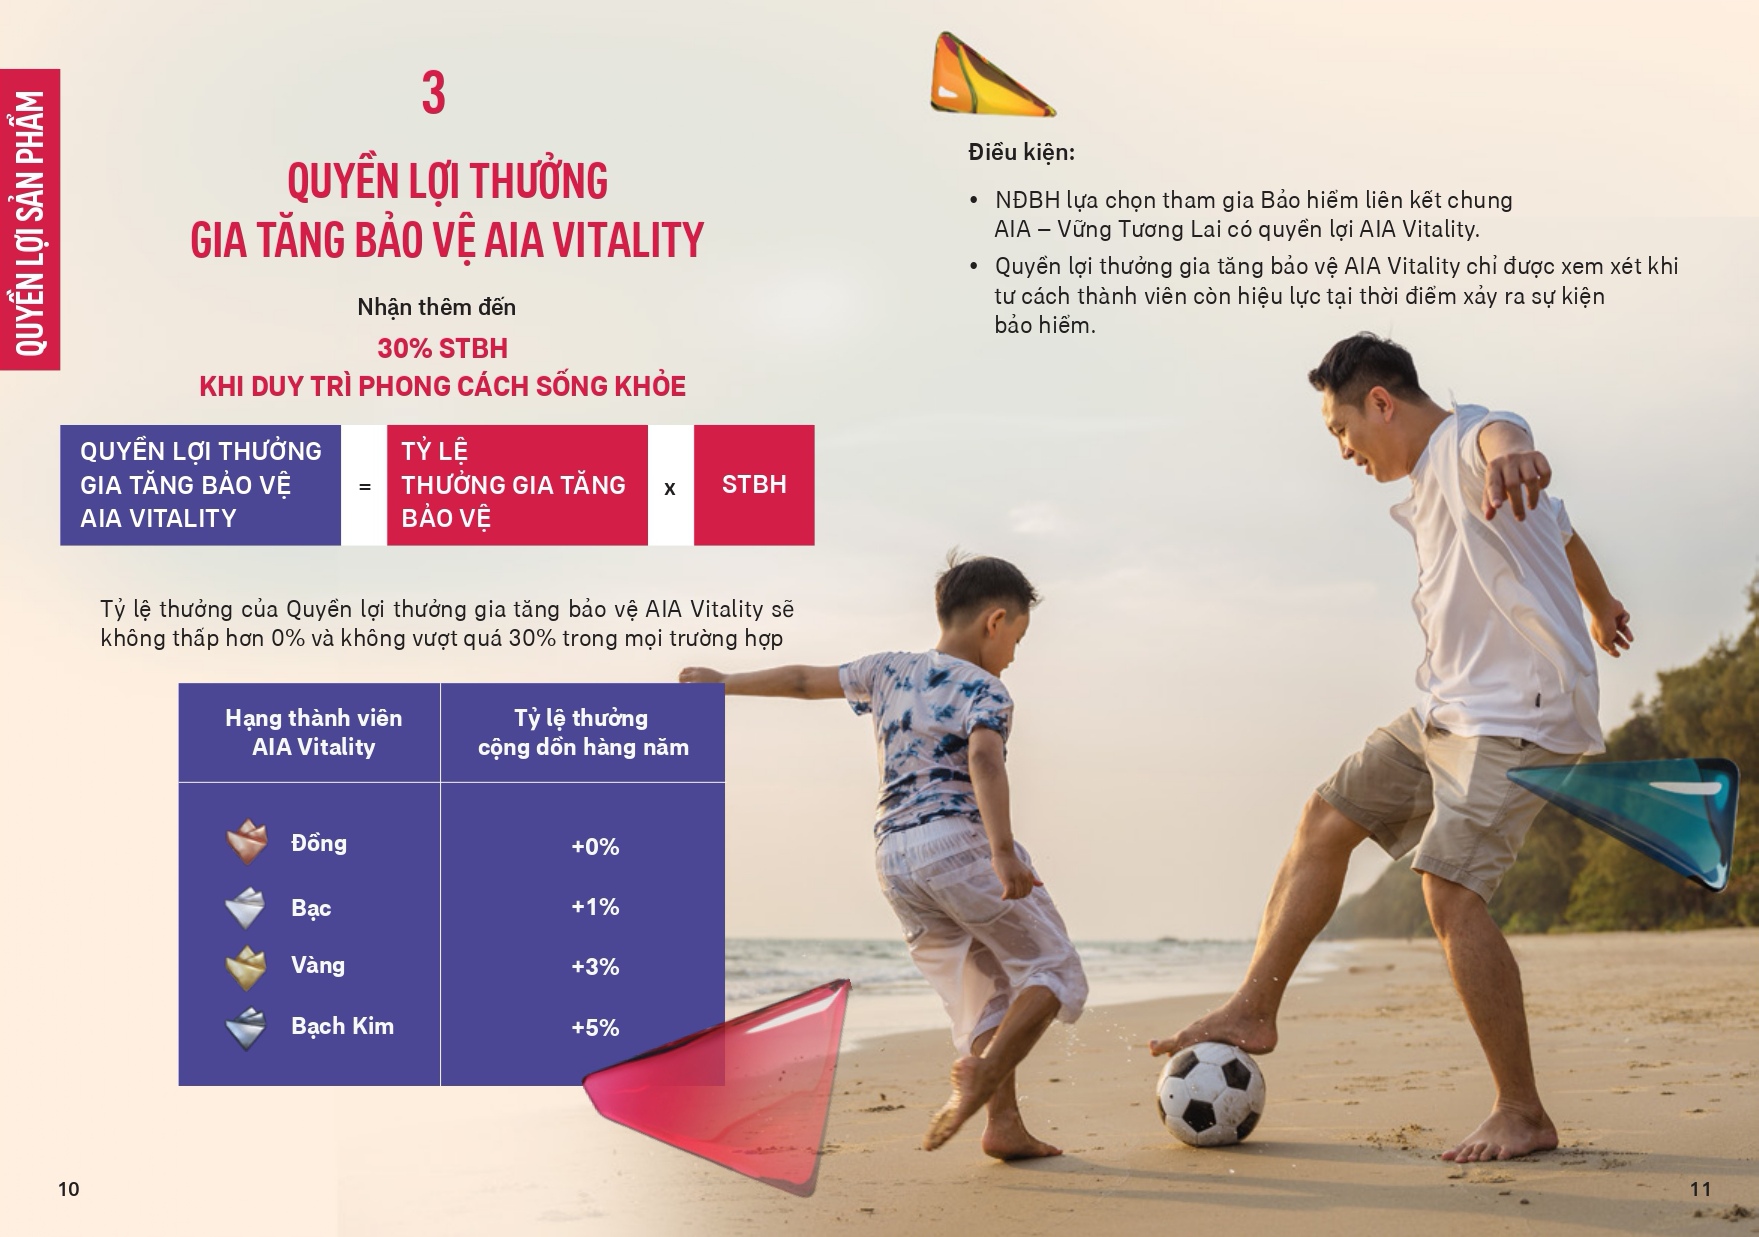 QUYỀN LỢI SẢN PHẨM
3
QUYỀN LỢI THƯỞNG
GIA TĂNG BẢO VỆ AIA VITALITY
Nhận thêm đến
30% STBH
KHI DUY TRÌ PHONG CÁCH SỐNG KHỎE
QUYỀN LỢI THƯỞNG
GIA TĂNG BẢO VỆ
AIA VITALITY
=
TỶ LỆ
THƯỞNG GIA TĂNG
BẢO VỆ
x
STBH
Tỷ lệ thưởng của Quyền lợi thưởng gia tăng bảo vệ AIA Vitality sẽ
không thấp hơn 0% và không vượt quá 30% trong mọi trường hợp
Hạng thành viên
AIA Vitality
Tỷ lệ thưởng
cộng dồn hàng năm
Đồng +0%
Bạc +1%
Vàng +3%
Bạch Kim +5%
10
Điều kiện:
• NĐBH lựa chọn tham gia Bảo hiểm liên kết chung
AIA – Vững Tương Lai có quyền lợi AIA Vitality.
• Quyền lợi thưởng gia tăng bảo vệ AIA Vitality chỉ được xem xét khi
tư cách thành viên còn hiệu lực tại thời điểm xảy ra sự kiện
bảo hiểm.
11